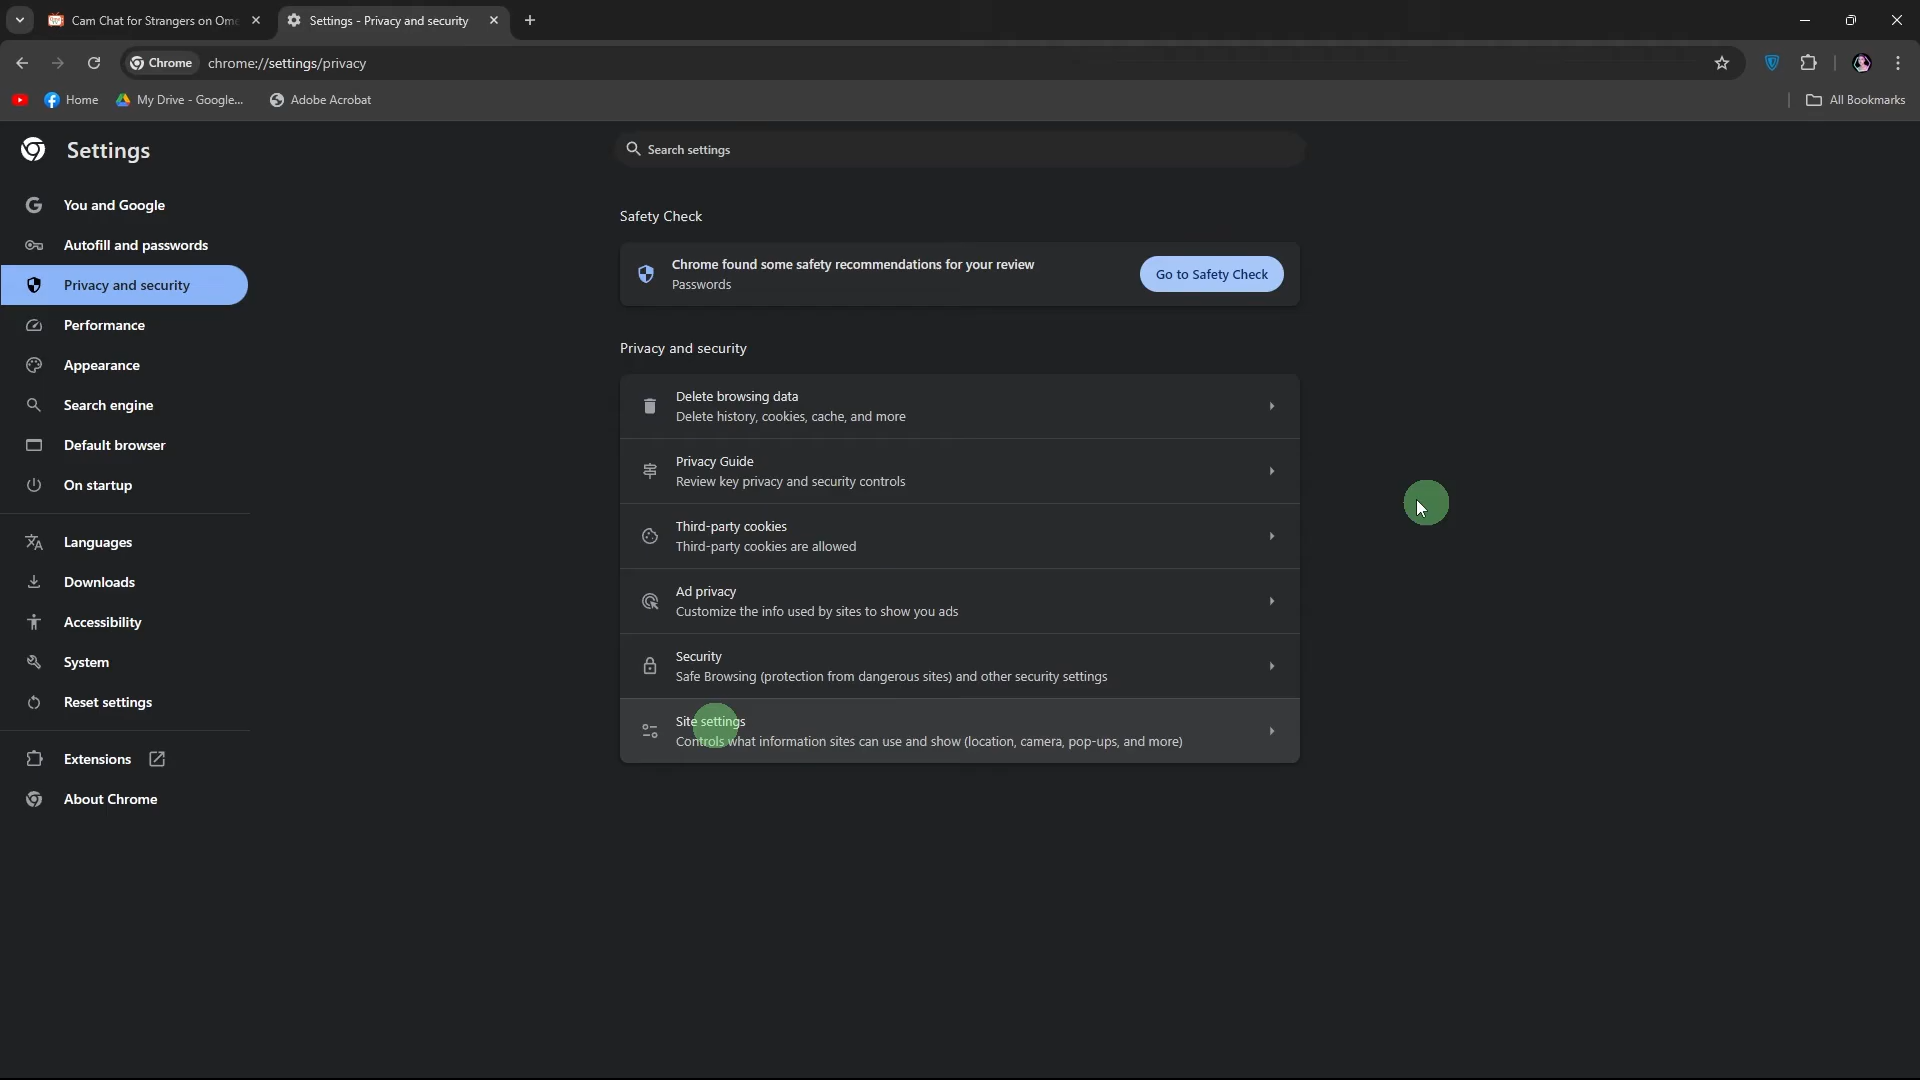 Cam Chat for Strangers on Ome
Settings - Privacy and security
Chrome
chrome://settings/privacy
Home
My Drive - Google...
Adobe Acrobat
All Bookmarks
Settings
Search settings
You and Google
Autofill and passwords
Privacy and security
Performance
Appearance
Search engine
Default browser
On startup
Languages
Downloads
Accessibility
System
Reset settings
Extensions
About Chrome
Safety Check
Chrome found some safety recommendations for your review
Passwords
Go to Safety Check
Privacy and security
Delete browsing data
Delete history, cookies, cache, and more
Privacy Guide
Review key privacy and security controls
Third-party cookies
Third-party cookies are allowed
Ad privacy
Customize the info used by sites to show you ads
Security
Safe Browsing (protection from dangerous sites) and other security settings
Site settings
Controls what information sites can use and show (location, camera, pop-ups, and more)